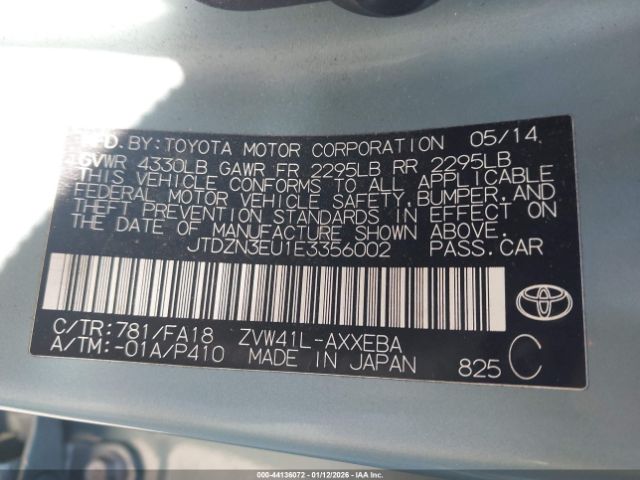 MFD. BY: TOYOTA MOTOR CORPORATION 05/14
GVWR 4330LB GAWR FR 2295LB RR 2295LB
THIS VEHICLE CONFORMS TO ALL APPLICABLE
FEDERAL MOTOR VEHICLE SAFETY, BUMPER, AND
THEFT PREVENTION STANDARDS IN EFFECT ON
THE DATE OF MANUFACTURE SHOWN ABOVE.
JTDZN3EU1E3356002 PASS. CAR
C/TR: 781/FA18 ZVW41L-AXXEBA
A/TM: -01A/P410 MADE IN JAPAN 825 C
000-44136072 | 01/12/2026 - IAAI.COM